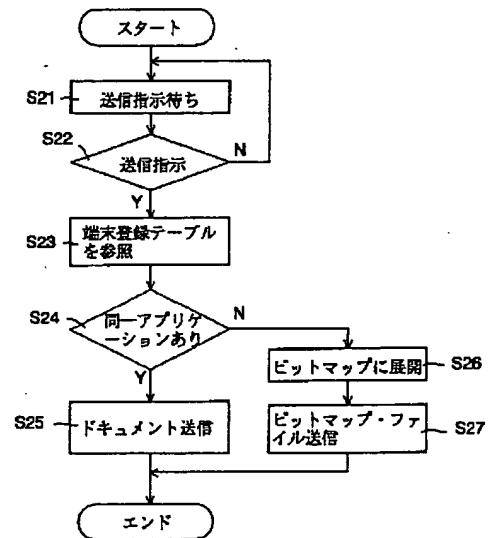 スタート
S21
送信指示待ち
S22
送信指示
N
Y
S23
端末登録テーブル
を参照
S24
同一アプリケ
ーションあり
N
Y
S26
ビットマップに展開
S25
ドキュメント送信
ビットマップ・ファ
イル送信
S27
エンド